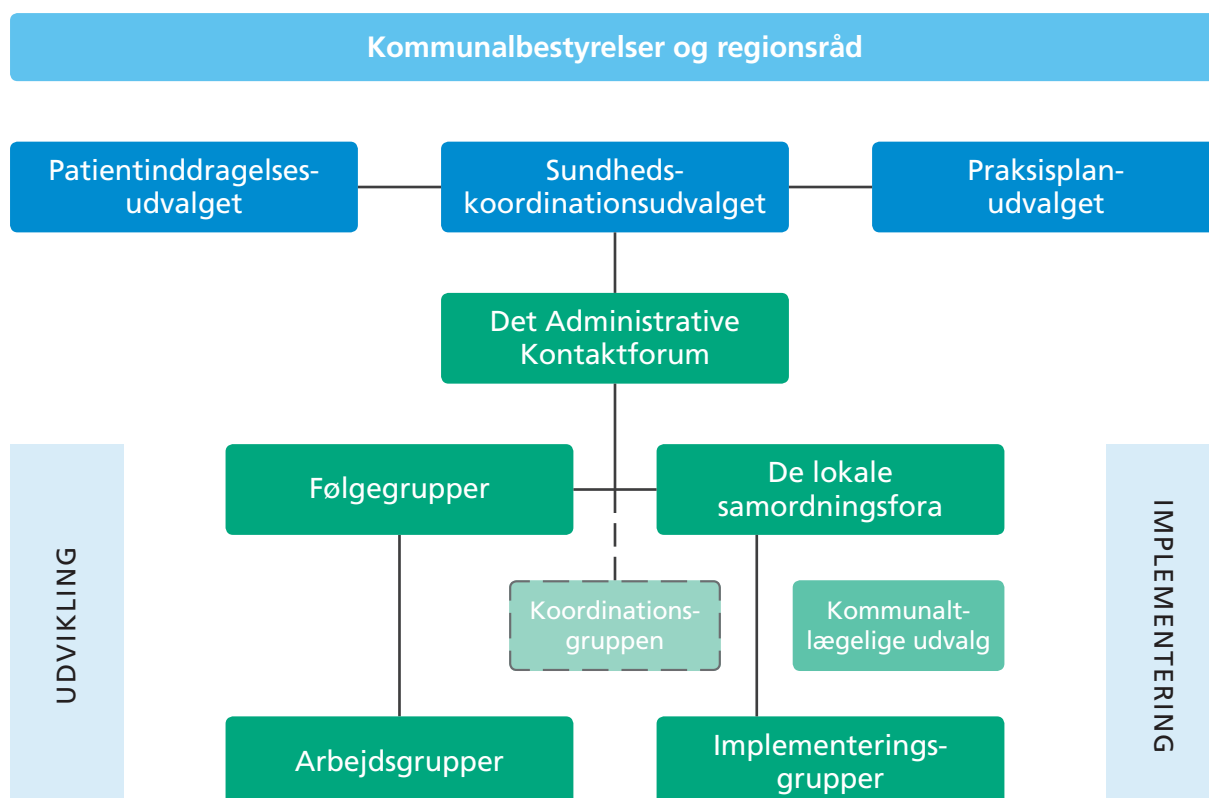 Kommunalbestyrelser og regionsråd
Patientinddragelses-
udvalget
Sundheds-
koordinationsudvalget
Praksisplan-
udvalget
Det Administrative
Kontaktforum
UDVIKLING
Følgegrupper
De lokale
samordningsfora
IMPLEMENTERING
Koordinations-
gruppen
Kommunalt-
lægelige udvalg
Arbejdsgrupper
Implementerings-
grupper